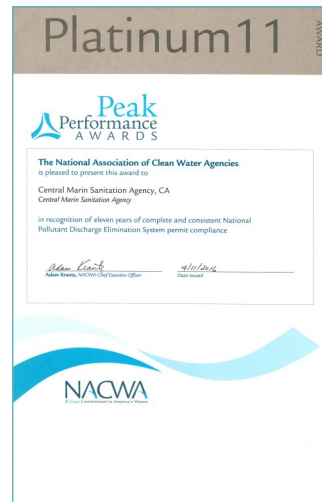 Platinum11
AWARD
Peak
Performance
AWARDS
The National Association of Clean Water Agencies
is pleased to present this award to
Central Marin Sanitation Agency, CA
Central Marin Sanitation Agency
in recognition of eleven years of complete and consistent National
Pollutant Discharge Elimination System permit compliance
Adam Krantz 4/11/2016
Adam Krantz, NACWA Chief Executive Officer Date Issued
NACWA
A Clear Commitment to America's Waters